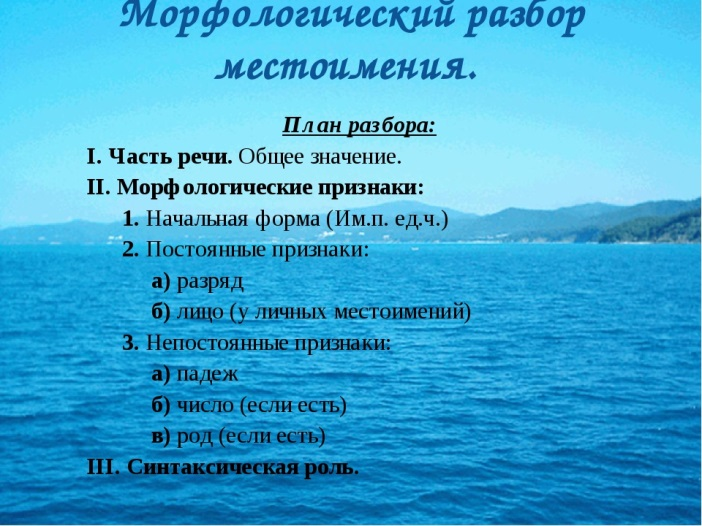 Морфологический разбор
местоимения.
План разбора:
I. Часть речи. Общее значение.
II. Морфологические признаки:
1. Начальная форма (Им.п. ед.ч.)
2. Постоянные признаки:
а) разряд
б) лицо (у личных местоимений)
3. Непостоянные признаки:
а) падеж
б) число (если есть)
в) род (если есть)
III. Синтаксическая роль.